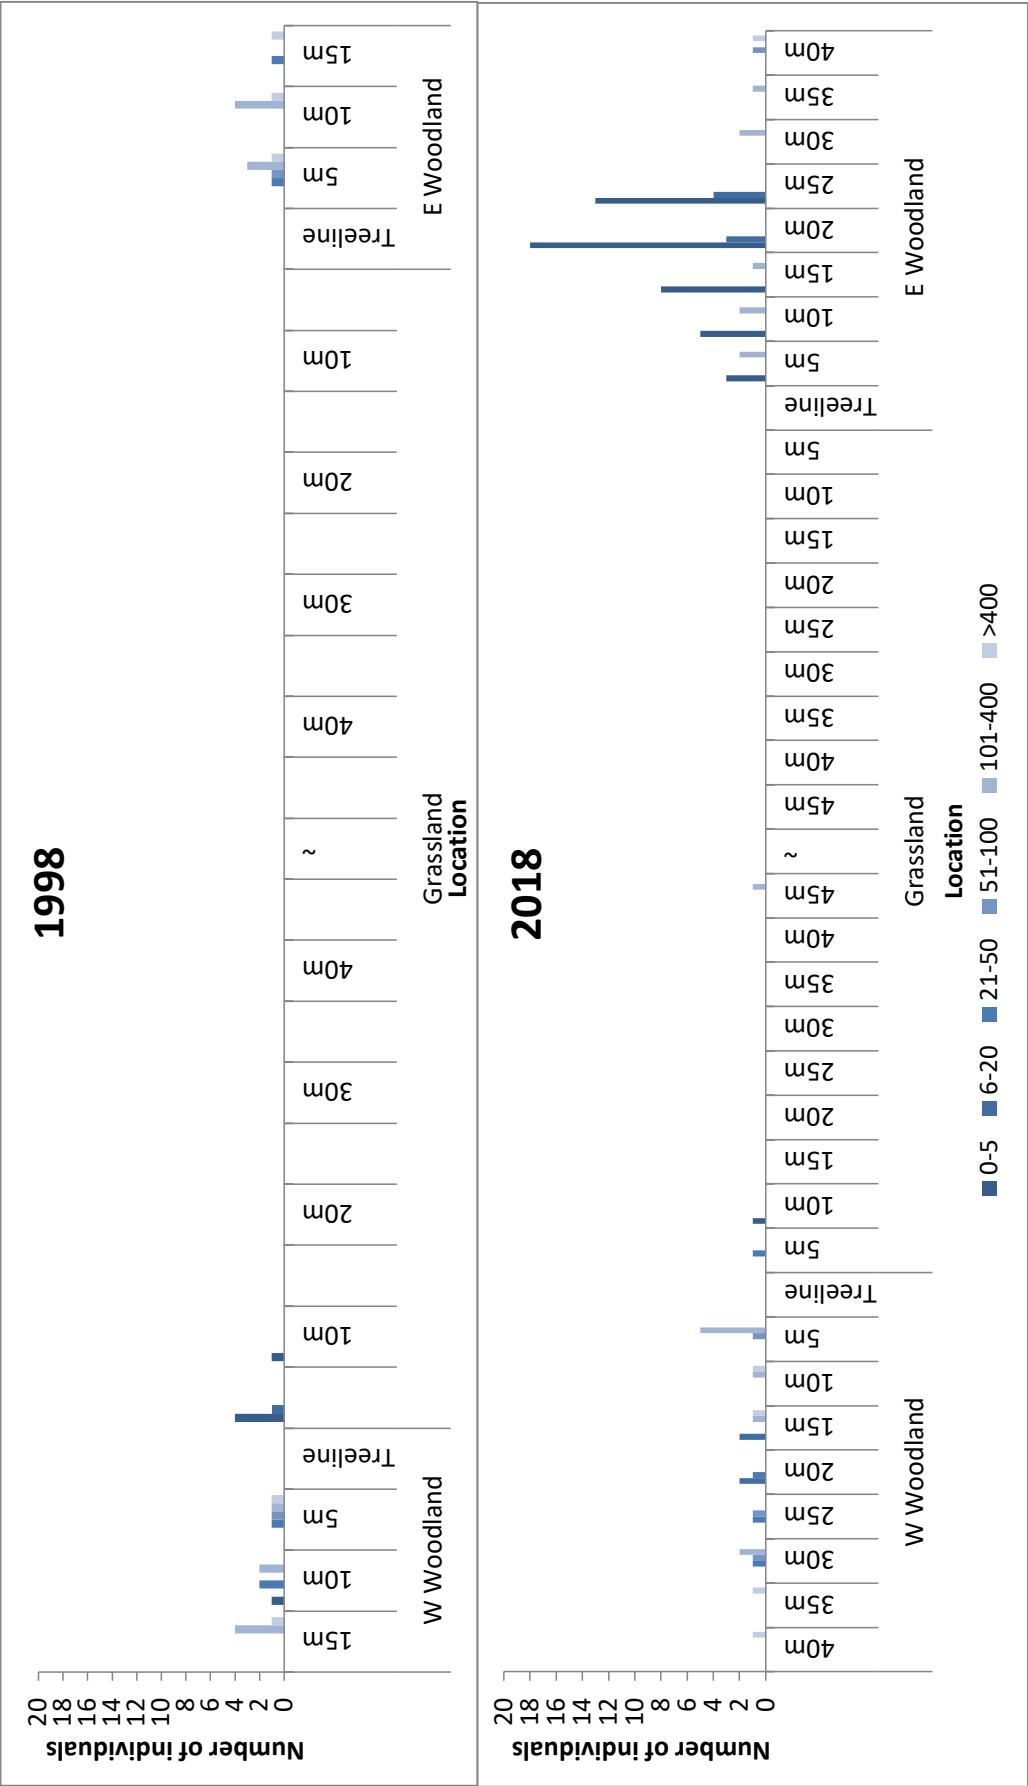 1998
Number of individuals
20
18
16
14
12
10
8
6
4
2
0
15m 10m 5m Treeline 10m 20m 30m 40m ~ 40m 30m 20m 10m Treeline 5m 10m 15m
W Woodland Grassland E Woodland
Location
2018
Number of individuals
20
18
16
14
12
10
8
6
4
2
0
40m 35m 30m 25m 20m 15m 10m 5m Treeline 5m 10m 15m 20m 25m 30m 35m 40m 45m ~ 45m 40m 35m 30m 25m 20m 15m 10m 5m Treeline 5m 10m 15m 20m 25m 30m 35m 40m
W Woodland Grassland E Woodland
Location
0-5 6-20 21-50 51-100 101-400 >400